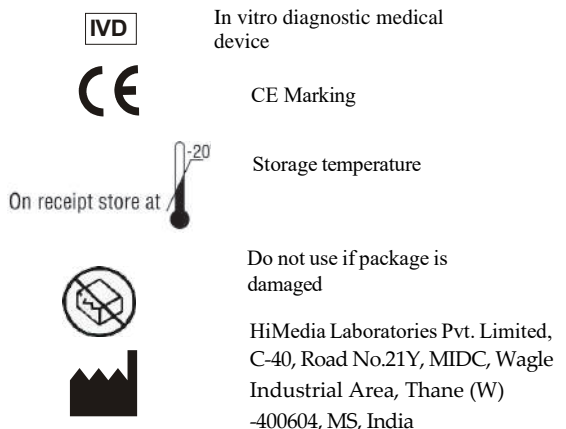 IVD
In vitro diagnostic medical
device
CE
CE Marking
-20
Storage temperature
On receipt store at
Do not use if package is
damaged
HiMedia Laboratories Pvt. Limited,
C-40, Road No.21Y, MIDC, Wagle
Industrial Area, Thane (W)
-400604, MS, India